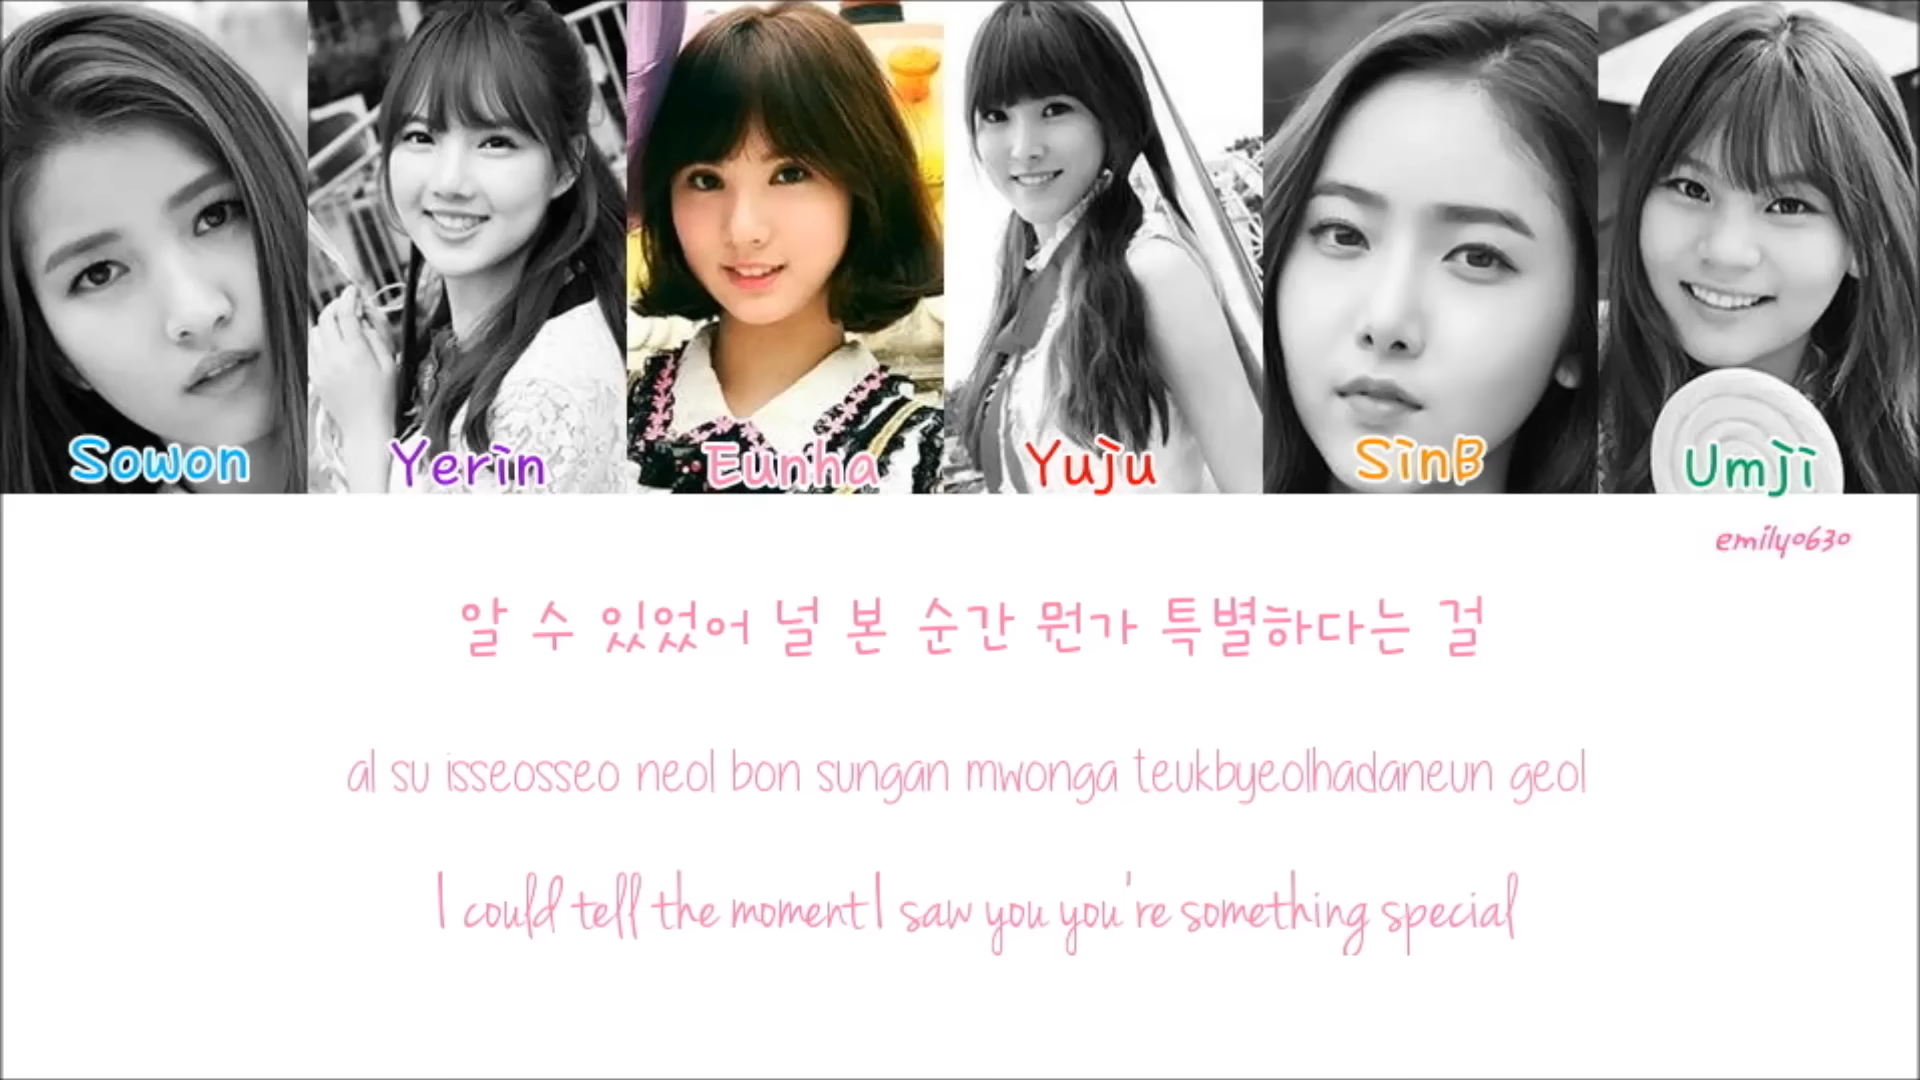 Sowon Yerin Eunha Yuju SinB Umji
emily0630
알 수 있었어 널 본 순간 뭔가 특별하다는 걸
al su isseosseo neol bon sungan mwonga teukbyeolhadaneun geol
I could tell the moment I saw you you're something special